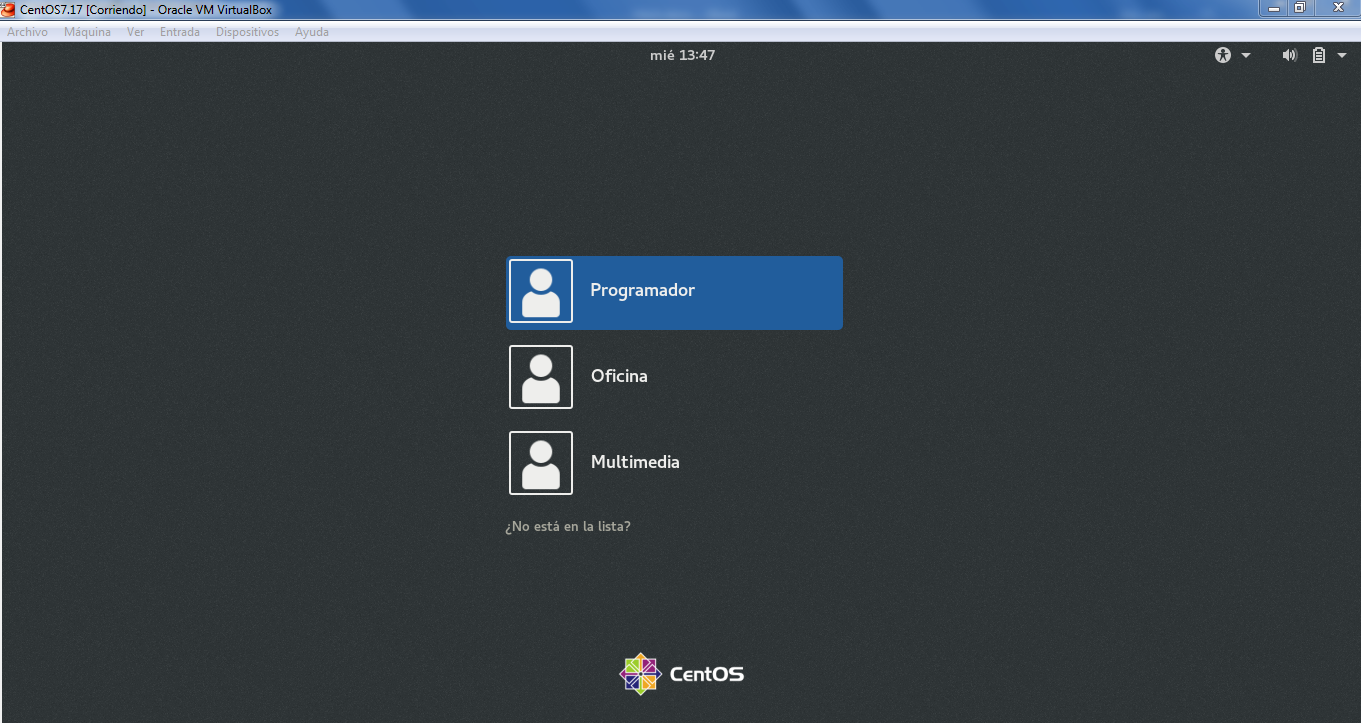 CentOS7.17 [Corriendo] - Oracle VM VirtualBox
Archivo Máquina Ver Entrada Dispositivos Ayuda
mié 13:47
Programador
Oficina
Multimedia
¿No está en la lista?
CentOS